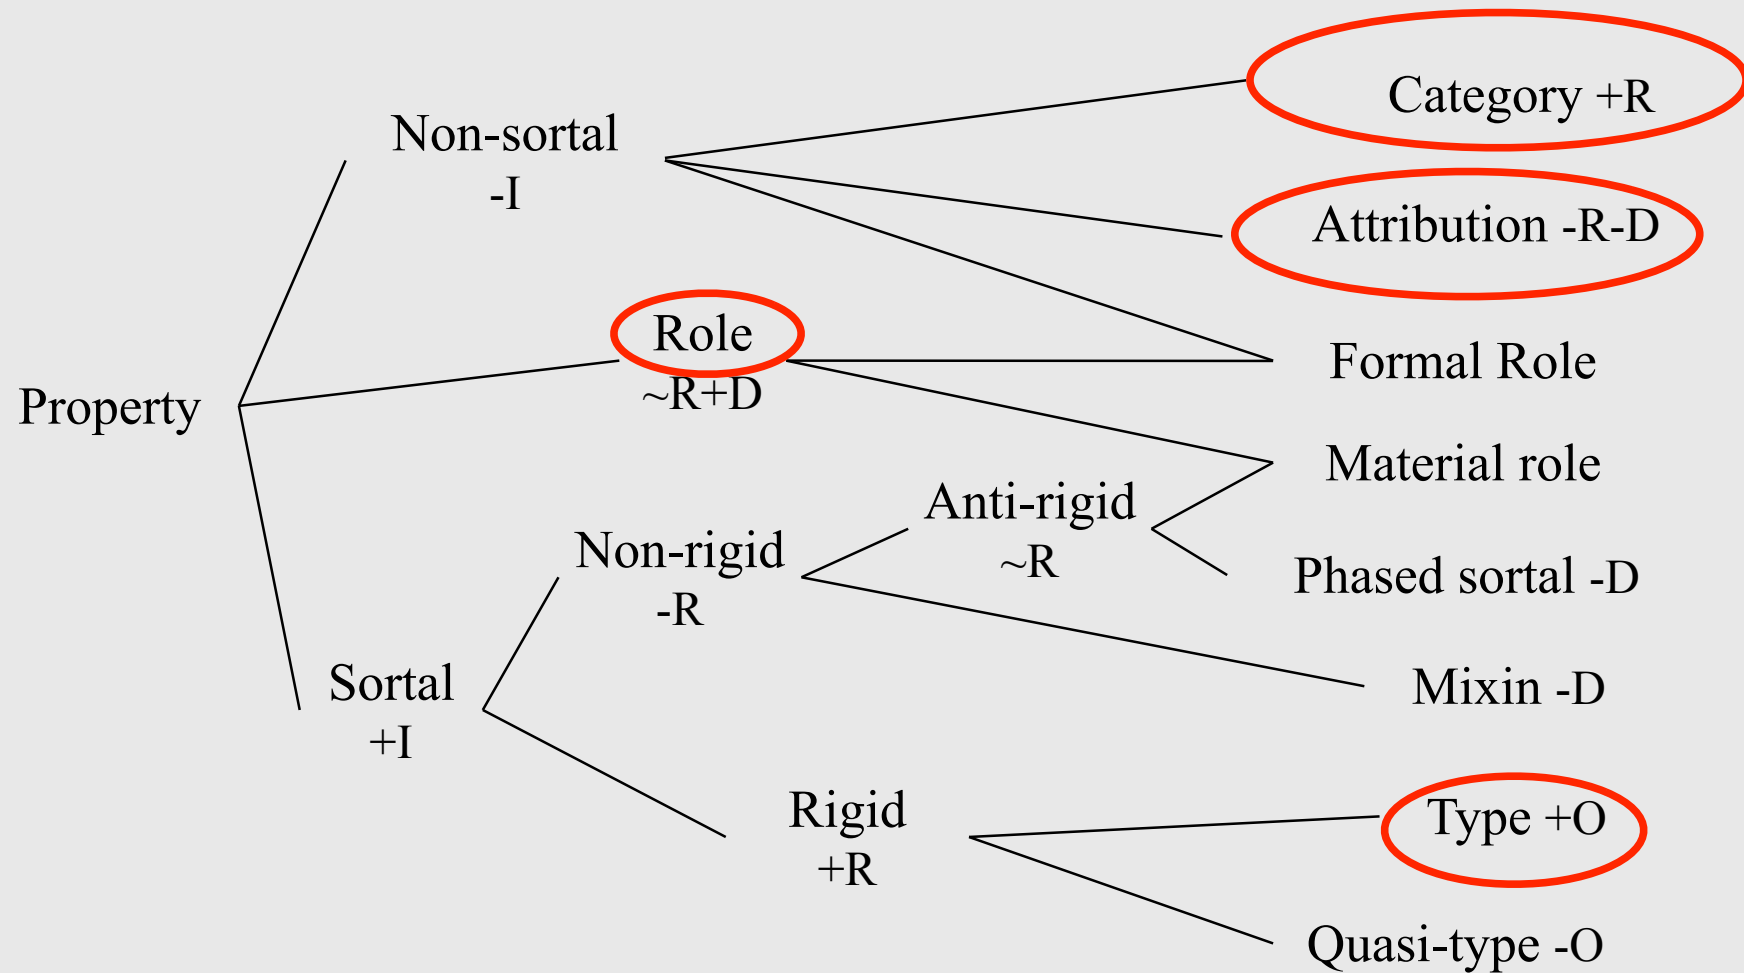 Category +R
Non-sortal
-I
Attribution -R-D
Role
~R+D
Formal Role
Property
Material role
Anti-rigid
~R
Non-rigid
-R
Phased sortal -D
Sortal
+I
Mixin -D
Rigid
+R
Type +O
Quasi-type -O